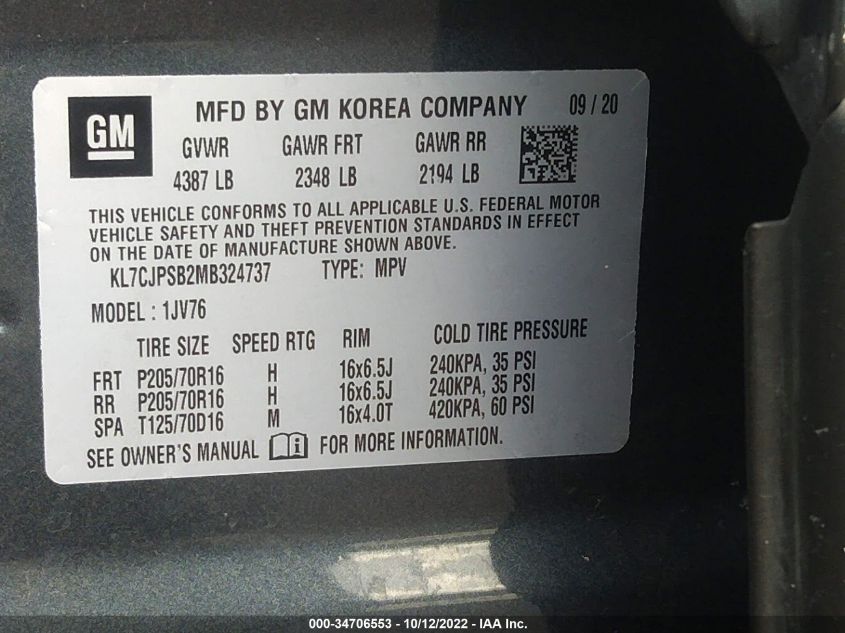 GM
MFD BY GM KOREA COMPANY 09 / 20
GVWR GAWR FRT GAWR RR
4387 LB 2348 LB 2194 LB
THIS VEHICLE CONFORMS TO ALL APPLICABLE U.S. FEDERAL MOTOR
VEHICLE SAFETY AND THEFT PREVENTION STANDARDS IN EFFECT
ON THE DATE OF MANUFACTURE SHOWN ABOVE.
KL7CJPSB2MB324737 TYPE: MPV
MODEL : 1JV76
TIRE SIZE SPEED RTG RIM COLD TIRE PRESSURE
FRT P205/70R16 H 16x6.5J 240KPA, 35 PSI
RR P205/70R16 H 16x6.5J 240KPA, 35 PSI
SPA T125/70D16 M 16x4.0T 420KPA, 60 PSI
SEE OWNER'S MANUAL i FOR MORE INFORMATION.
000-34706553 - 10/12/2022 - IAA Inc.